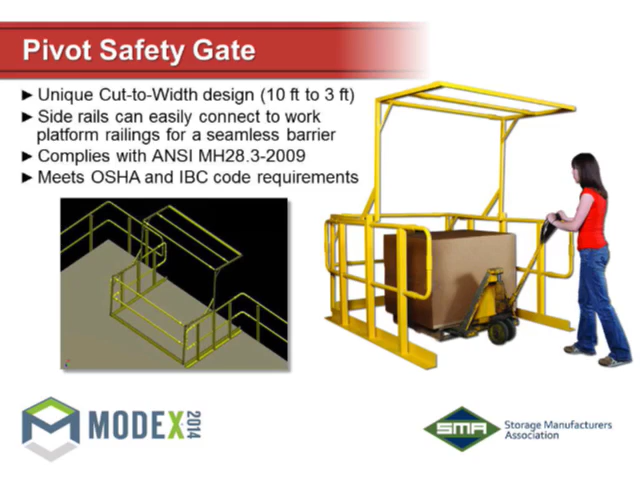 Pivot Safety Gate
► Unique Cut-to-Width design (10 ft to 3 ft)
► Side rails can easily connect to work
platform railings for a seamless barrier
► Complies with ANSI MH28.3-2009
► Meets OSHA and IBC code requirements
MODEX 2014
SMA Storage Manufacturers
Association